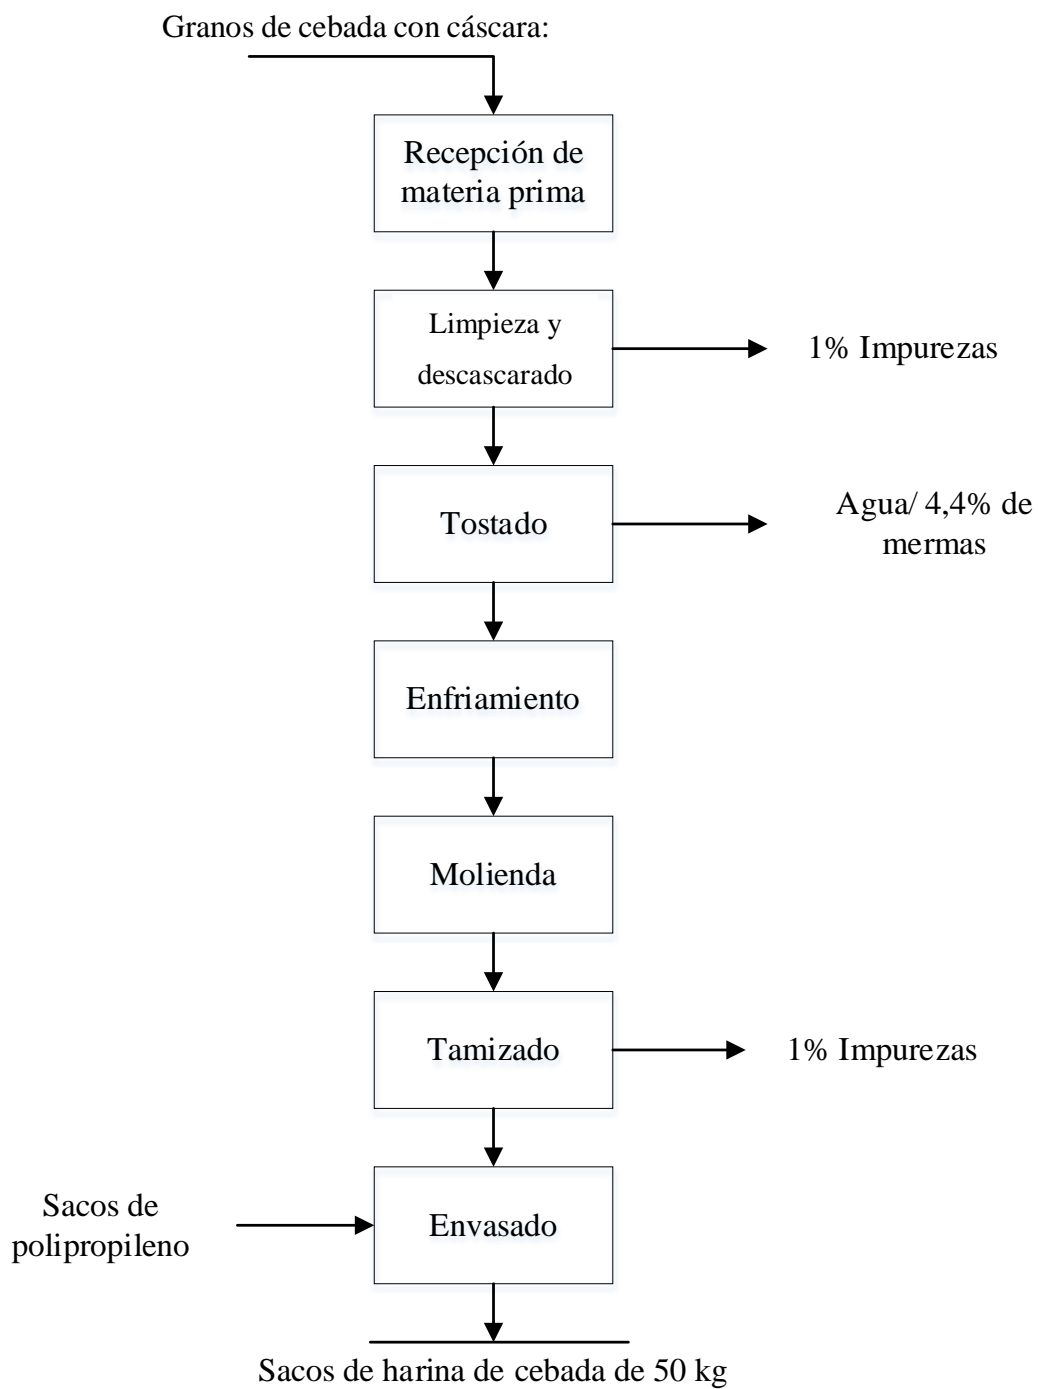 Granos de cebada con cáscara:
Recepción de
materia prima
Limpieza y
descascarado
1% Impurezas
Tostado
Agua/ 4,4% de
mermas
Enfriamiento
Molienda
Tamizado
1% Impurezas
Sacos de
polipropileno
Envasado
Sacos de harina de cebada de 50 kg